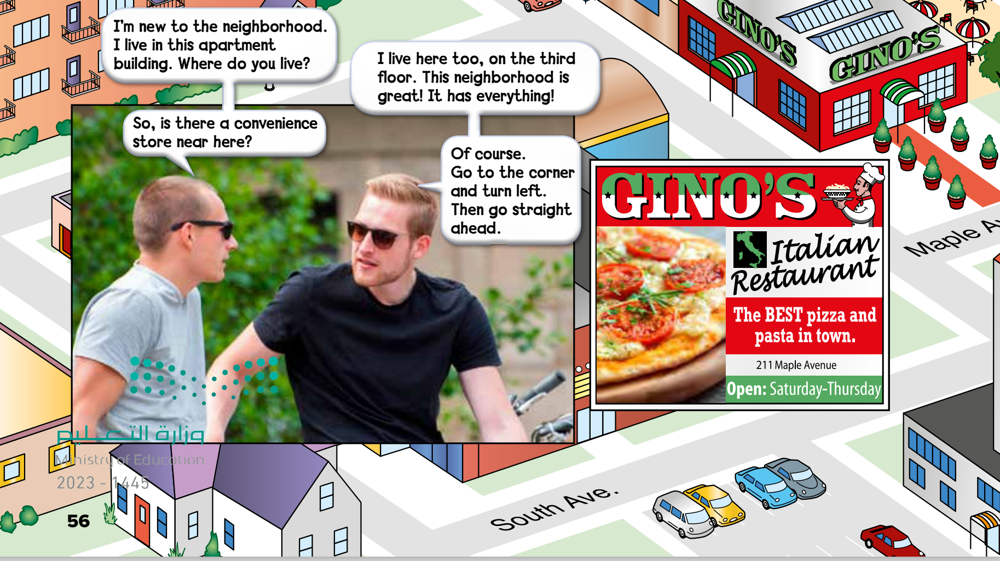 I'm new to the neighborhood.
I live in this apartment
building. Where do you live?
I live here too, on the third
floor. This neighborhood is
great! It has everything!
So, is there a convenience
store near here?
Of course.
Go to the corner
and turn left.
Then go straight
ahead.
GINO'S
GINO'S
GINO'S
Italian
Restaurant
The BEST pizza and
pasta in town.
211 Maple Avenue
Open: Saturday-Thursday
Maple Av
South Ave.
وزارة التعليم
Ministry of Education
2023 - 1445
56